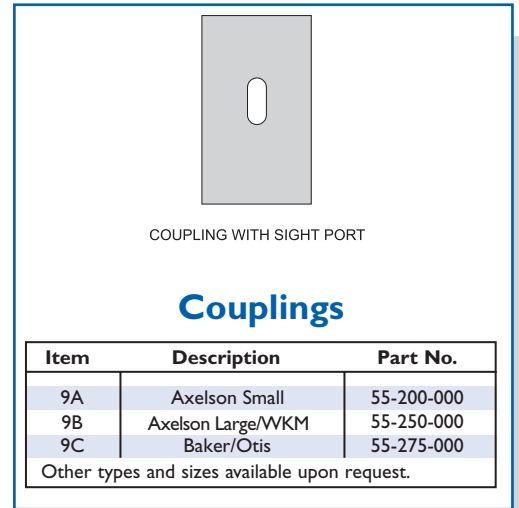 COUPLING WITH SIGHT PORT
Couplings
Item Description Part No.
9A Axelson Small 55-200-000
9B Axelson Large/WKM 55-250-000
9C Baker/Otis 55-275-000
Other types and sizes available upon request.